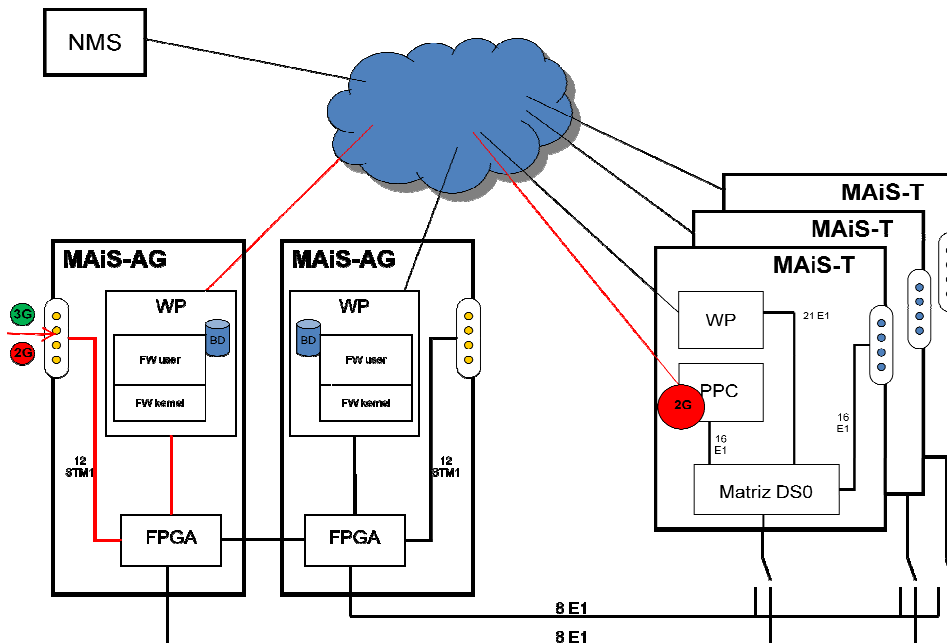 NMS
MAiS-T
MAiS-T
MAiS-T
MAiS-AG
MAiS-AG
WP
WP
3G
2G
BD
BD
FW user
FW user
FW kernel
FW kernel
12
STM1
12
STM1
FPGA
FPGA
WP
21 E1
PPC
2G
16
E1
16
E1
Matriz DS0
8 E1
8 E1